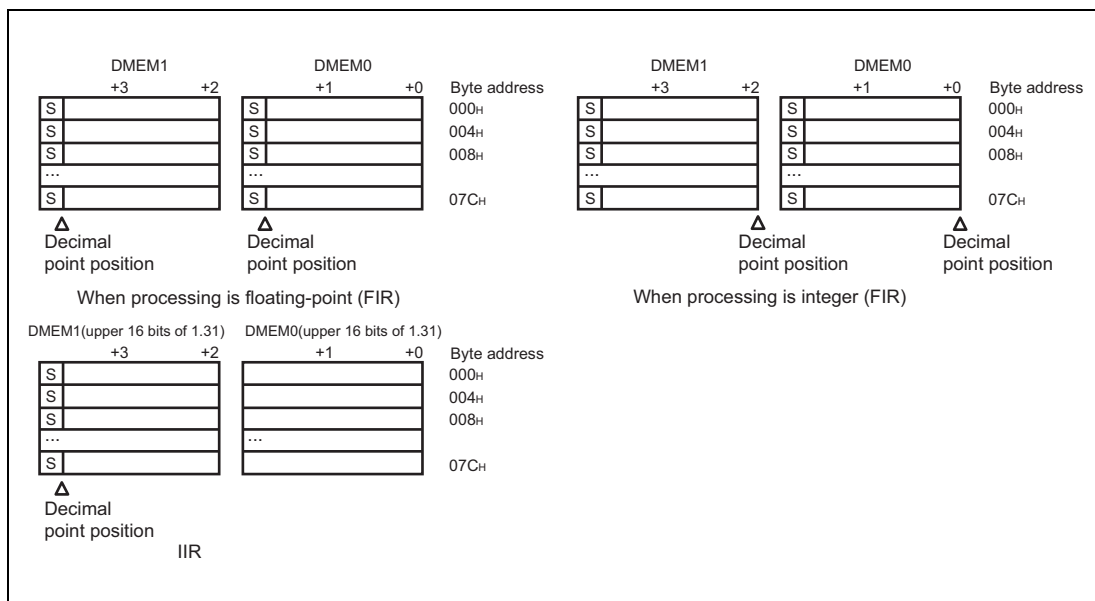 DMEM1 DMEM0
+3 +2 +1 +0 Byte address
S S 000H
S S 004H
S S 008H
... ...
S S 07CH
Decimal point position Decimal point position
When processing is floating-point (FIR)
DMEM1 DMEM0
+3 +2 +1 +0 Byte address
S S 000H
S S 004H
S S 008H
... ...
S S 07CH
Decimal point position Decimal point position
When processing is integer (FIR)
DMEM1(upper 16 bits of 1.31) DMEM0(upper 16 bits of 1.31)
+3 +2 +1 +0 Byte address
S 000H
S 004H
S 008H
... ...
S 07CH
Decimal
point position
IIR